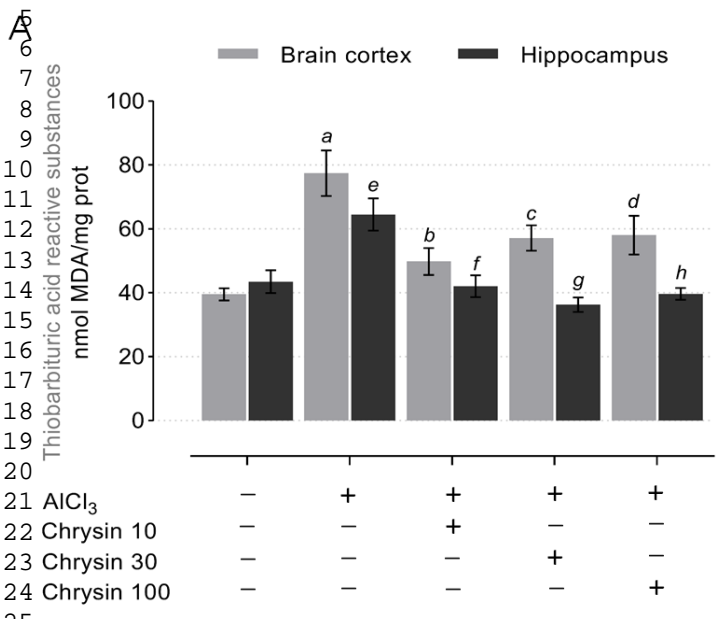 A
5
6
7
8
9
10
11
12
13
14
15
16
17
18
19
20
21
22
23
24
25
Brain cortex
Hippocampus
Thiobarbituric acid reactive substances
nmol MDA/mg prot
100
80
60
40
20
0
a
e
b
f
c
g
d
h
AlCl₃ – + + + +
Chrysin 10 – – + – –
Chrysin 30 – – – + –
Chrysin 100 – – – – +